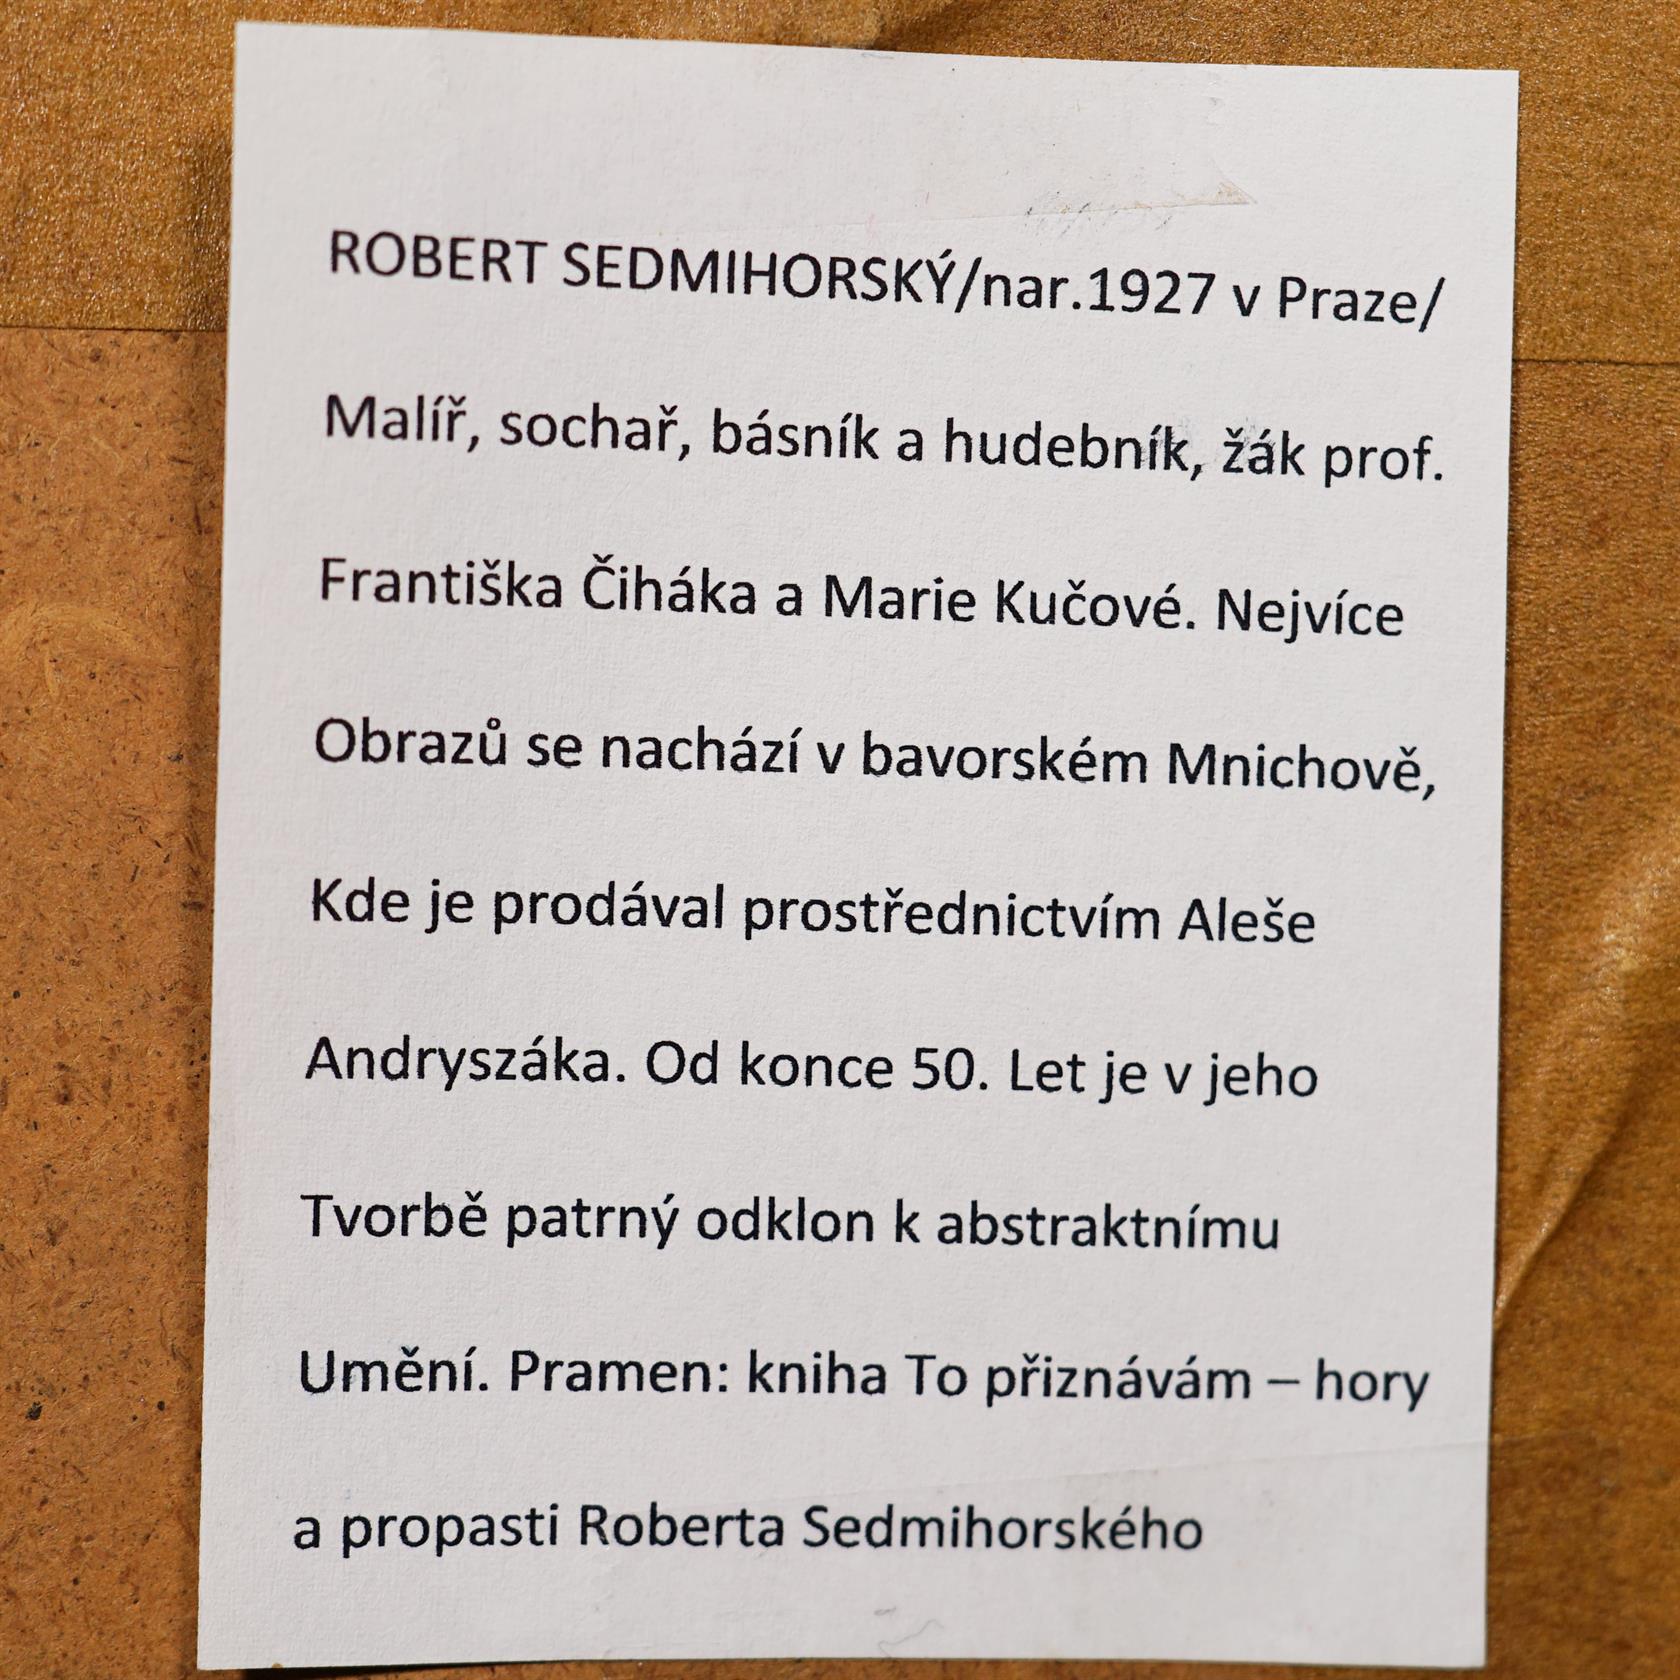 ROBERT SEDMIHORSKÝ/nar.1927 v Praze/
Malíř, sochař, básník a hudebník, žák prof.
Františka Čiháka a Marie Kučové. Nejvíce
Obrazů se nachází v bavorském Mnichově,
Kde je prodával prostřednictvím Aleše
Andryszáka. Od konce 50. Let je v jeho
Tvorbě patrný odklon k abstraktnímu
Umění. Pramen: kniha To přiznávám – hory
a propasti Roberta Sedmihorského